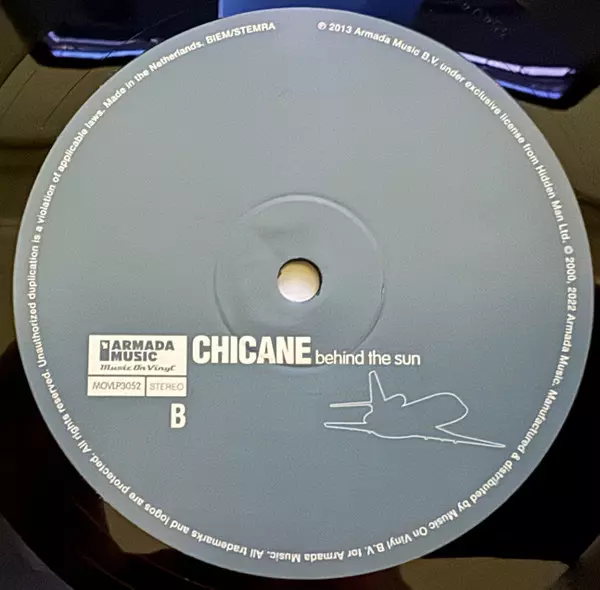 ℗ 2013 Armada Music B.V. under exclusive license from Hidden Man Ltd. © 2000, 2022 Armada Music. Manufactured & distributed by Music On Vinyl B.V. for Armada Music. All trademarks and logos are protected. All rights reserved. Unauthorized duplication is a violation of applicable laws. Made in the Netherlands. BIEM/STEMRA
ARMADA
MUSIC
Music On Vinyl
MOVLP3052 STEREO
B
CHICANE behind the sun